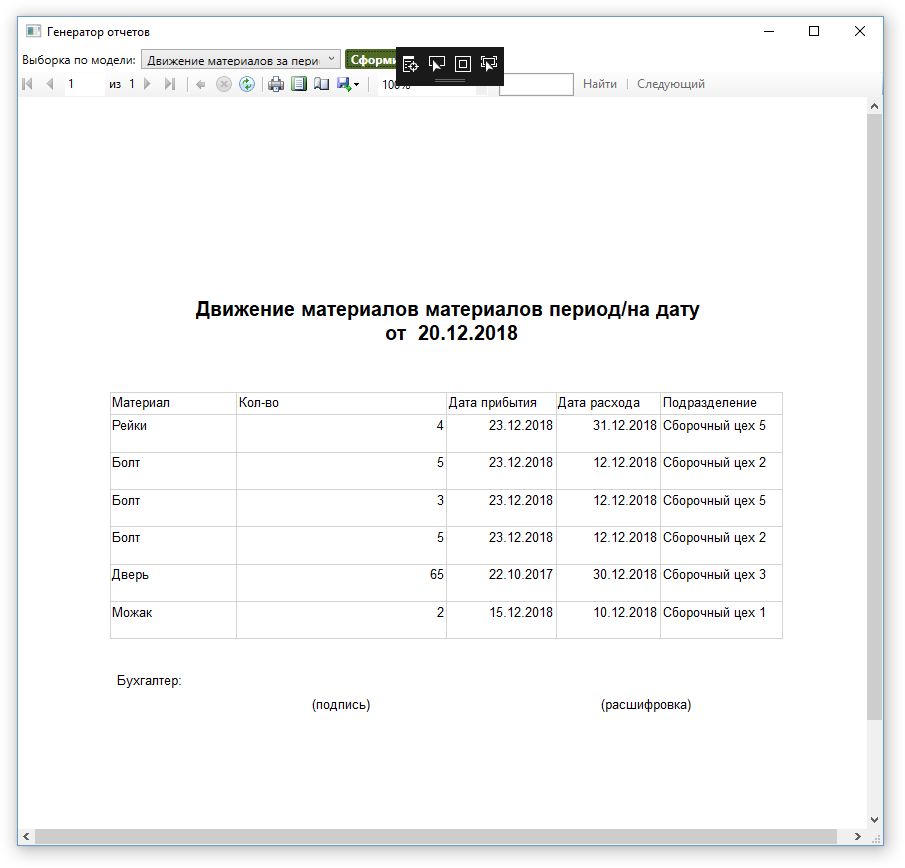 Генератор отчетов
Выборка по модели: Движение материалов за пери
1 из 1 100% Найти Следующий
Движение материалов материалов период/на дату
от 20.12.2018
Материал Кол-во Дата прибытия Дата расхода Подразделение
Рейки 4 23.12.2018 31.12.2018 Сборочный цех 5
Болт 5 23.12.2018 12.12.2018 Сборочный цех 2
Болт 3 23.12.2018 12.12.2018 Сборочный цех 5
Болт 5 23.12.2018 12.12.2018 Сборочный цех 2
Дверь 65 22.10.2017 30.12.2018 Сборочный цех 3
Можак 2 15.12.2018 10.12.2018 Сборочный цех 1
Бухгалтер:
(подпись) (расшифровка)